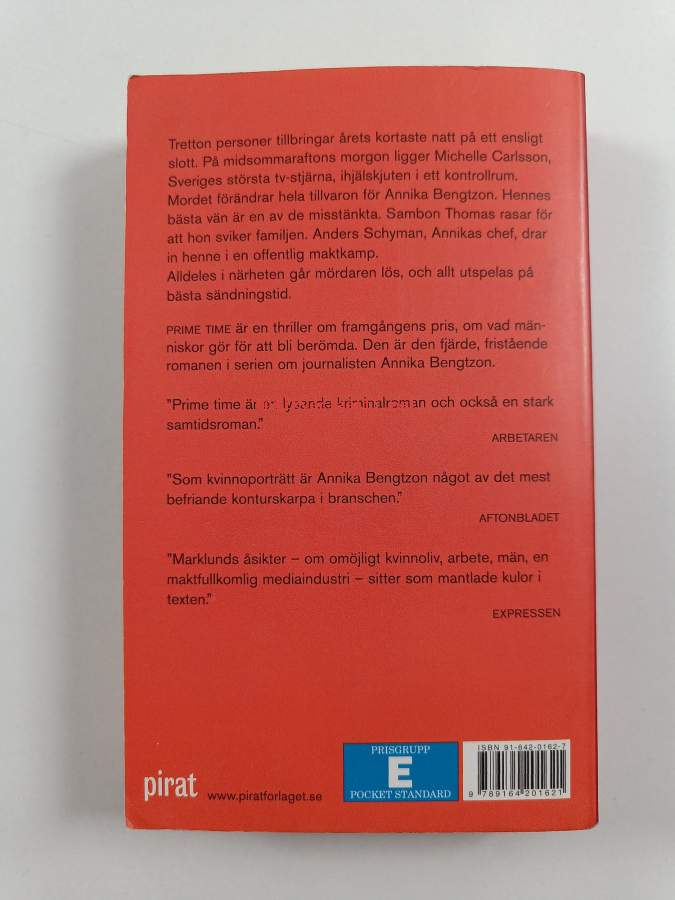 Tretton personer tillbringar årets kortaste natt på ett ensligt
slott. På midsommaraftons morgon ligger Michelle Carlsson,
Sveriges största tv-stjärna, ihjälskjuten i ett kontrollrum.
Mordet förändrar hela tillvaron för Annika Bengtzon. Hennes
bästa vän är en av de misstänkta. Sambon Thomas rasar för
att hon sviker familjen. Anders Schyman, Annikas chef, drar
in henne i en offentlig maktkamp.
Alldeles i närheten går mördaren lös, och allt utspelas på
bästa sändningstid.
PRIME TIME är en thriller om framgångens pris, om vad män-
niskor gör för att bli berömda. Den är den fjärde, fristående
romanen i serien om journalisten Annika Bengtzon.
"Prime time är en lysande kriminalroman och också en stark
samtidsroman."
ARBETAREN
"Som kvinnoporträtt är Annika Bengtzon något av det mest
befriande konturskarpa i branschen."
AFTONBLADET
"Marklunds åsikter – om omöjligt kvinnoliv, arbete, män, en
maktfullkomlig mediaindustri – sitter som mantlade kulor i
texten."
EXPRESSEN
pirat www.piratforlaget.se
PRISGRUPP
E
POCKET STANDARD
ISBN 91-642-0162-7
9 789164 201621